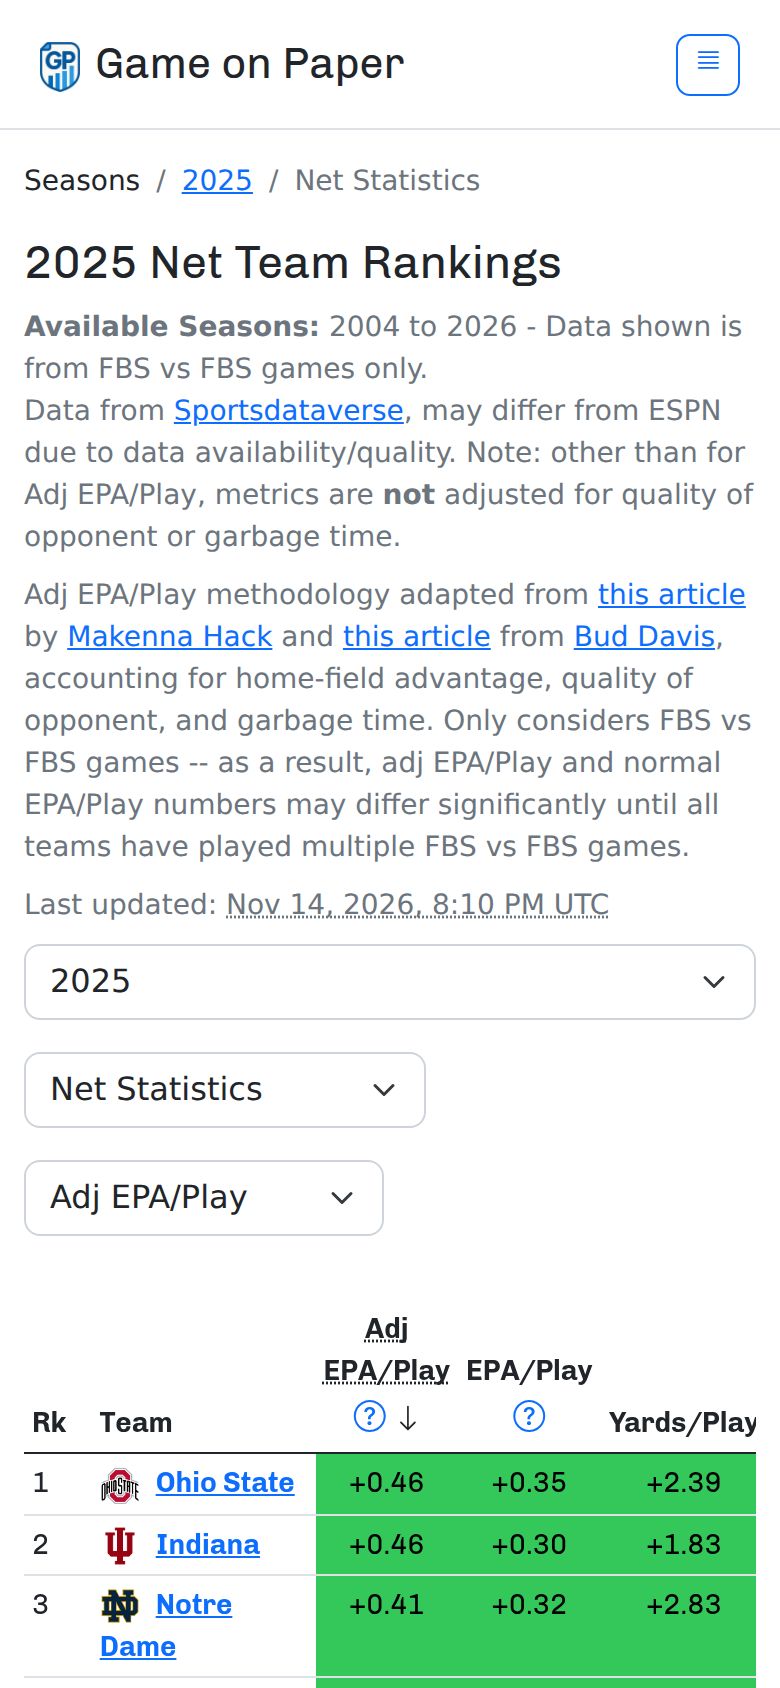 GP Game on Paper
Seasons / 2025 / Net Statistics
2025 Net Team Rankings
Available Seasons: 2004 to 2026 - Data shown is
from FBS vs FBS games only.
Data from Sportsdataverse, may differ from ESPN
due to data availability/quality. Note: other than for
Adj EPA/Play, metrics are not adjusted for quality of
opponent or garbage time.
Adj EPA/Play methodology adapted from this article
by Makenna Hack and this article from Bud Davis,
accounting for home-field advantage, quality of
opponent, and garbage time. Only considers FBS vs
FBS games -- as a result, adj EPA/Play and normal
EPA/Play numbers may differ significantly until all
teams have played multiple FBS vs FBS games.
Last updated: Nov 14, 2026, 8:10 PM UTC
2025
Net Statistics
Adj EPA/Play
Adj
EPA/Play EPA/Play
Rk Team ? ↓ ? Yards/Play
1 OHIO STATE Ohio State +0.46 +0.35 +2.39
2 Indiana +0.46 +0.30 +1.83
3 ND Notre +0.41 +0.32 +2.83
Dame